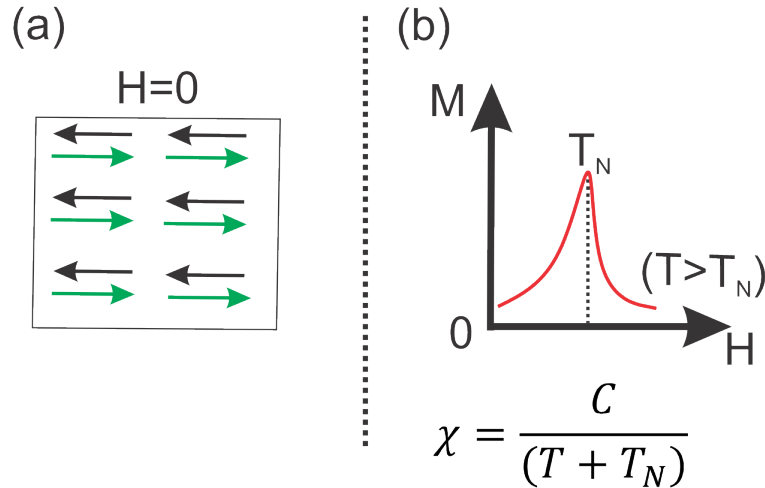 (a)
H=0
(b)
M
T_N
(T>T_N)
0
H
χ = C / (T + T_N)